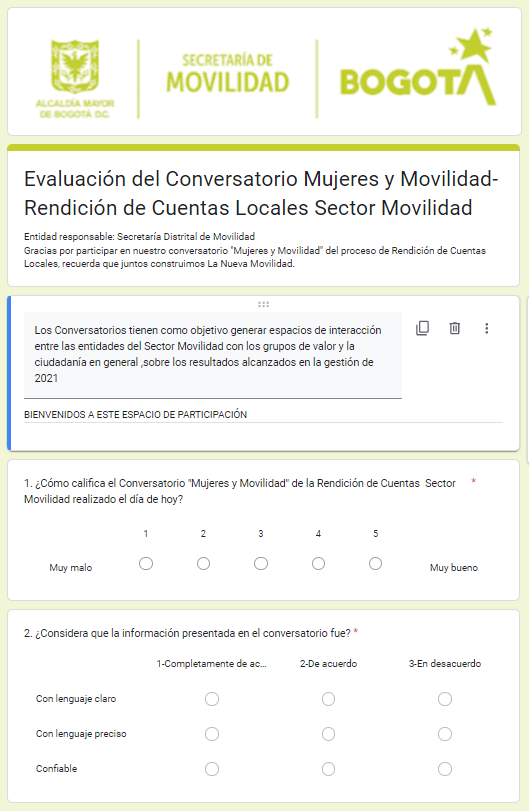 ALCALDÍA MAYOR
DE BOGOTÁ D.C.
SECRETARÍA DE
MOVILIDAD
BOGOTÁ
Evaluación del Conversatorio Mujeres y Movilidad-
Rendición de Cuentas Locales Sector Movilidad
Entidad responsable: Secretaría Distrital de Movilidad
Gracias por participar en nuestro conversatorio "Mujeres y Movilidad" del proceso de Rendición de Cuentas
Locales, recuerda que juntos construimos La Nueva Movilidad.
Los Conversatorios tienen como objetivo generar espacios de interacción
entre las entidades del Sector Movilidad con los grupos de valor y la
ciudadanía en general ,sobre los resultados alcanzados en la gestión de
2021
BIENVENIDOS A ESTE ESPACIO DE PARTICIPACIÓN
1. ¿Cómo califica el Conversatorio "Mujeres y Movilidad" de la Rendición de Cuentas Sector *
Movilidad realizado el día de hoy?
1 2 3 4 5
Muy malo Muy bueno
2. ¿Considera que la información presentada en el conversatorio fue? *
1-Completamente de ac... 2-De acuerdo 3-En desacuerdo
Con lenguaje claro
Con lenguaje preciso
Confiable